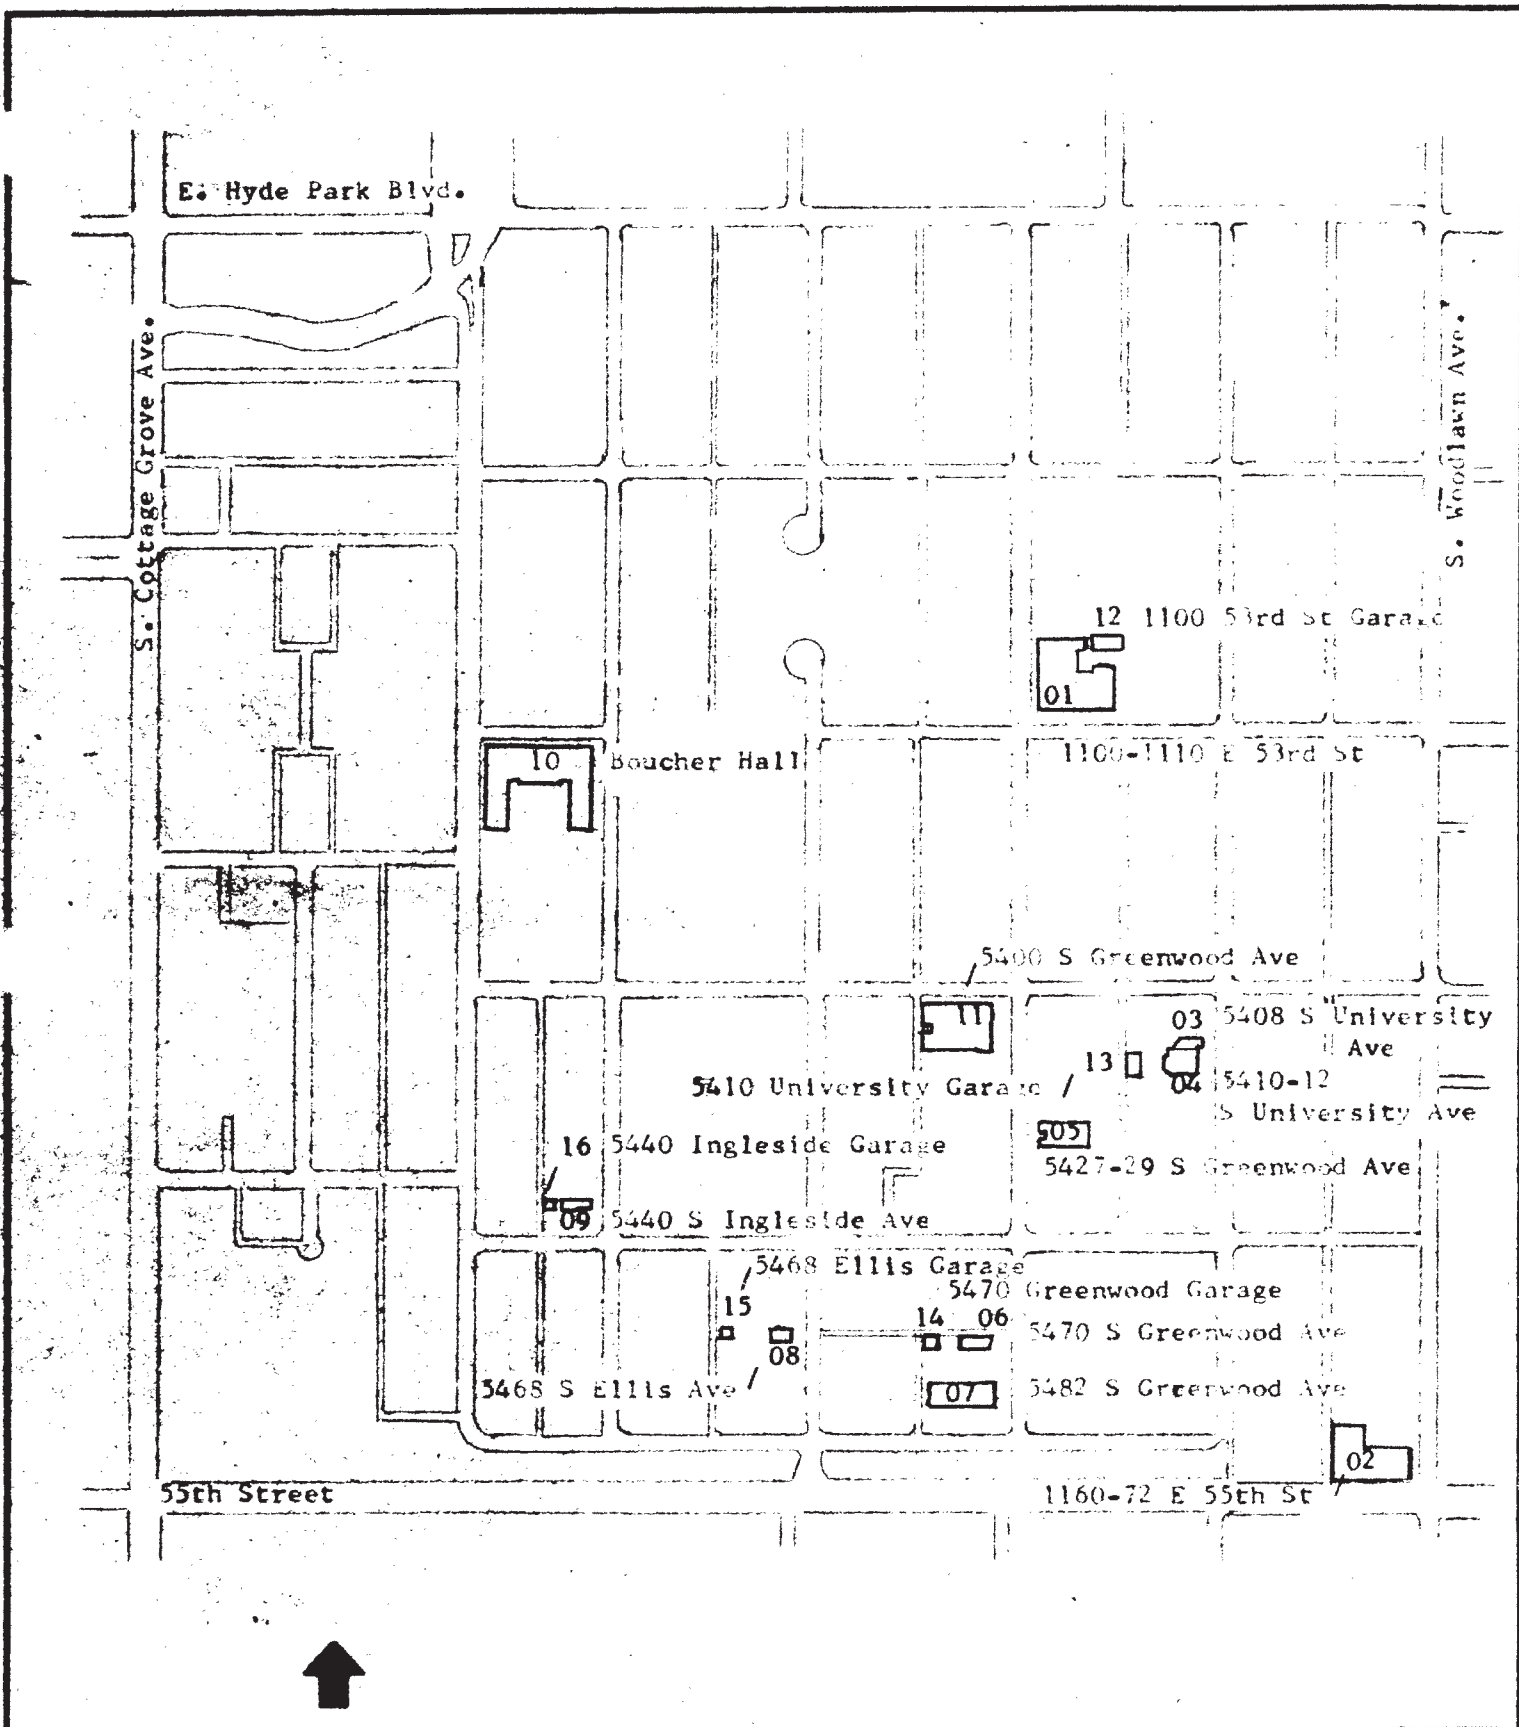 E. Hyde Park Blvd.
S. Cottage Grove Ave.
S. Woodlawn Ave.
12 1100 53rd St Garage
01
1100-1110 E 53rd St
10 Boucher Hall
5400 S Greenwood Ave
11
03 5408 S University
Ave
13
5410 University Garage
04 5410-12
S University Ave
05
5427-29 S Greenwood Ave
16 5440 Ingleside Garage
09 5440 S Ingleside Ave
5468 Ellis Garage
15
5470 Greenwood Garage
14 06
5470 S Greenwood Ave
08
5468 S Ellis Ave
07 5482 S Greenwood Ave
02
55th Street
1160-72 E 55th St